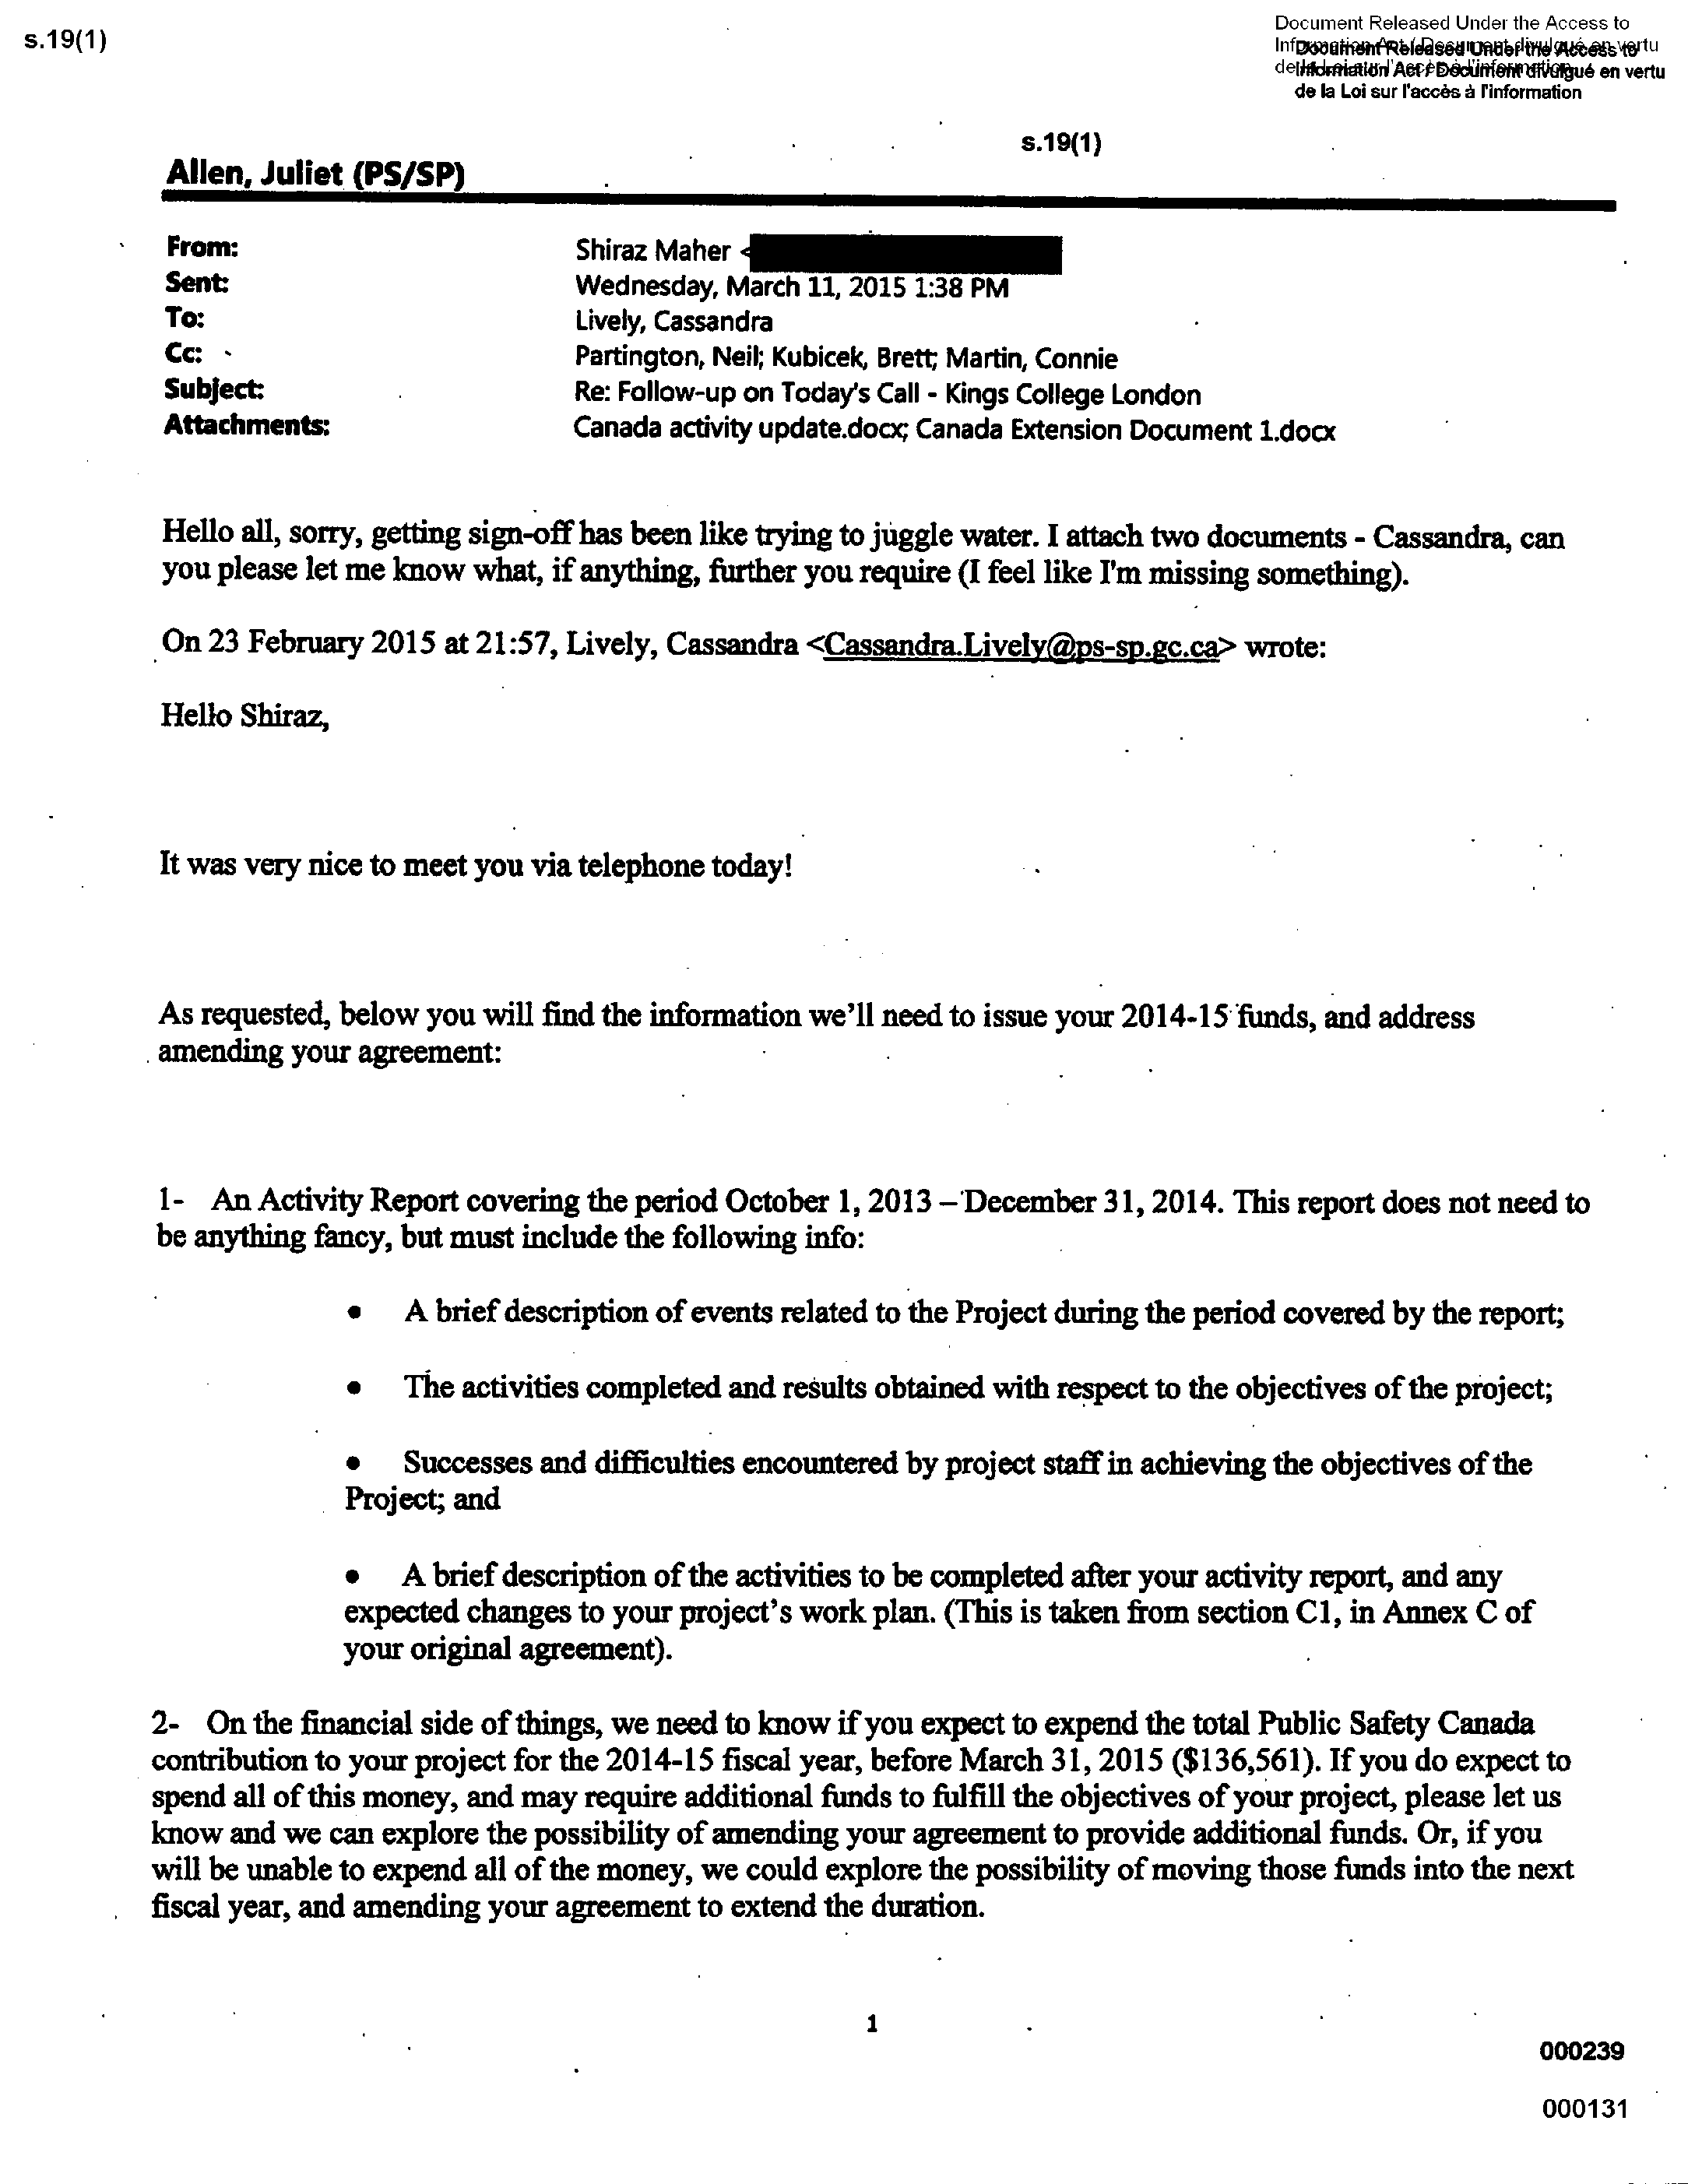 s.19(1)
Document Released Under the Access to
Document Released Under the Access to
Information Act / Document divulgué en vertu
de la Loi sur l'accès à l'information
s.19(1)
Allen, Juliet (PS/SP)
From: Shiraz Maher <
Sent: Wednesday, March 11, 2015 1:38 PM
To: Lively, Cassandra
Cc: Partington, Neil; Kubicek, Brett; Martin, Connie
Subject: Re: Follow-up on Today's Call - Kings College London
Attachments: Canada activity update.docx; Canada Extension Document 1.docx
Hello all, sorry, getting sign-off has been like trying to juggle water. I attach two documents - Cassandra, can
you please let me know what, if anything, further you require (I feel like I'm missing something).
On 23 February 2015 at 21:57, Lively, Cassandra <Cassandra.Lively@ps-sp.gc.ca> wrote:
Hello Shiraz,
It was very nice to meet you via telephone today!
As requested, below you will find the information we’ll need to issue your 2014-15 funds, and address
amending your agreement:
1- An Activity Report covering the period October 1, 2013 – December 31, 2014. This report does not need to
be anything fancy, but must include the following info:
• A brief description of events related to the Project during the period covered by the report;
• The activities completed and results obtained with respect to the objectives of the project;
• Successes and difficulties encountered by project staff in achieving the objectives of the
Project; and
• A brief description of the activities to be completed after your activity report, and any
expected changes to your project’s work plan. (This is taken from section C1, in Annex C of
your original agreement).
2- On the financial side of things, we need to know if you expect to expend the total Public Safety Canada
contribution to your project for the 2014-15 fiscal year, before March 31, 2015 ($136,561). If you do expect to
spend all of this money, and may require additional funds to fulfill the objectives of your project, please let us
know and we can explore the possibility of amending your agreement to provide additional funds. Or, if you
will be unable to expend all of the money, we could explore the possibility of moving those funds into the next
fiscal year, and amending your agreement to extend the duration.
1
000239
000131